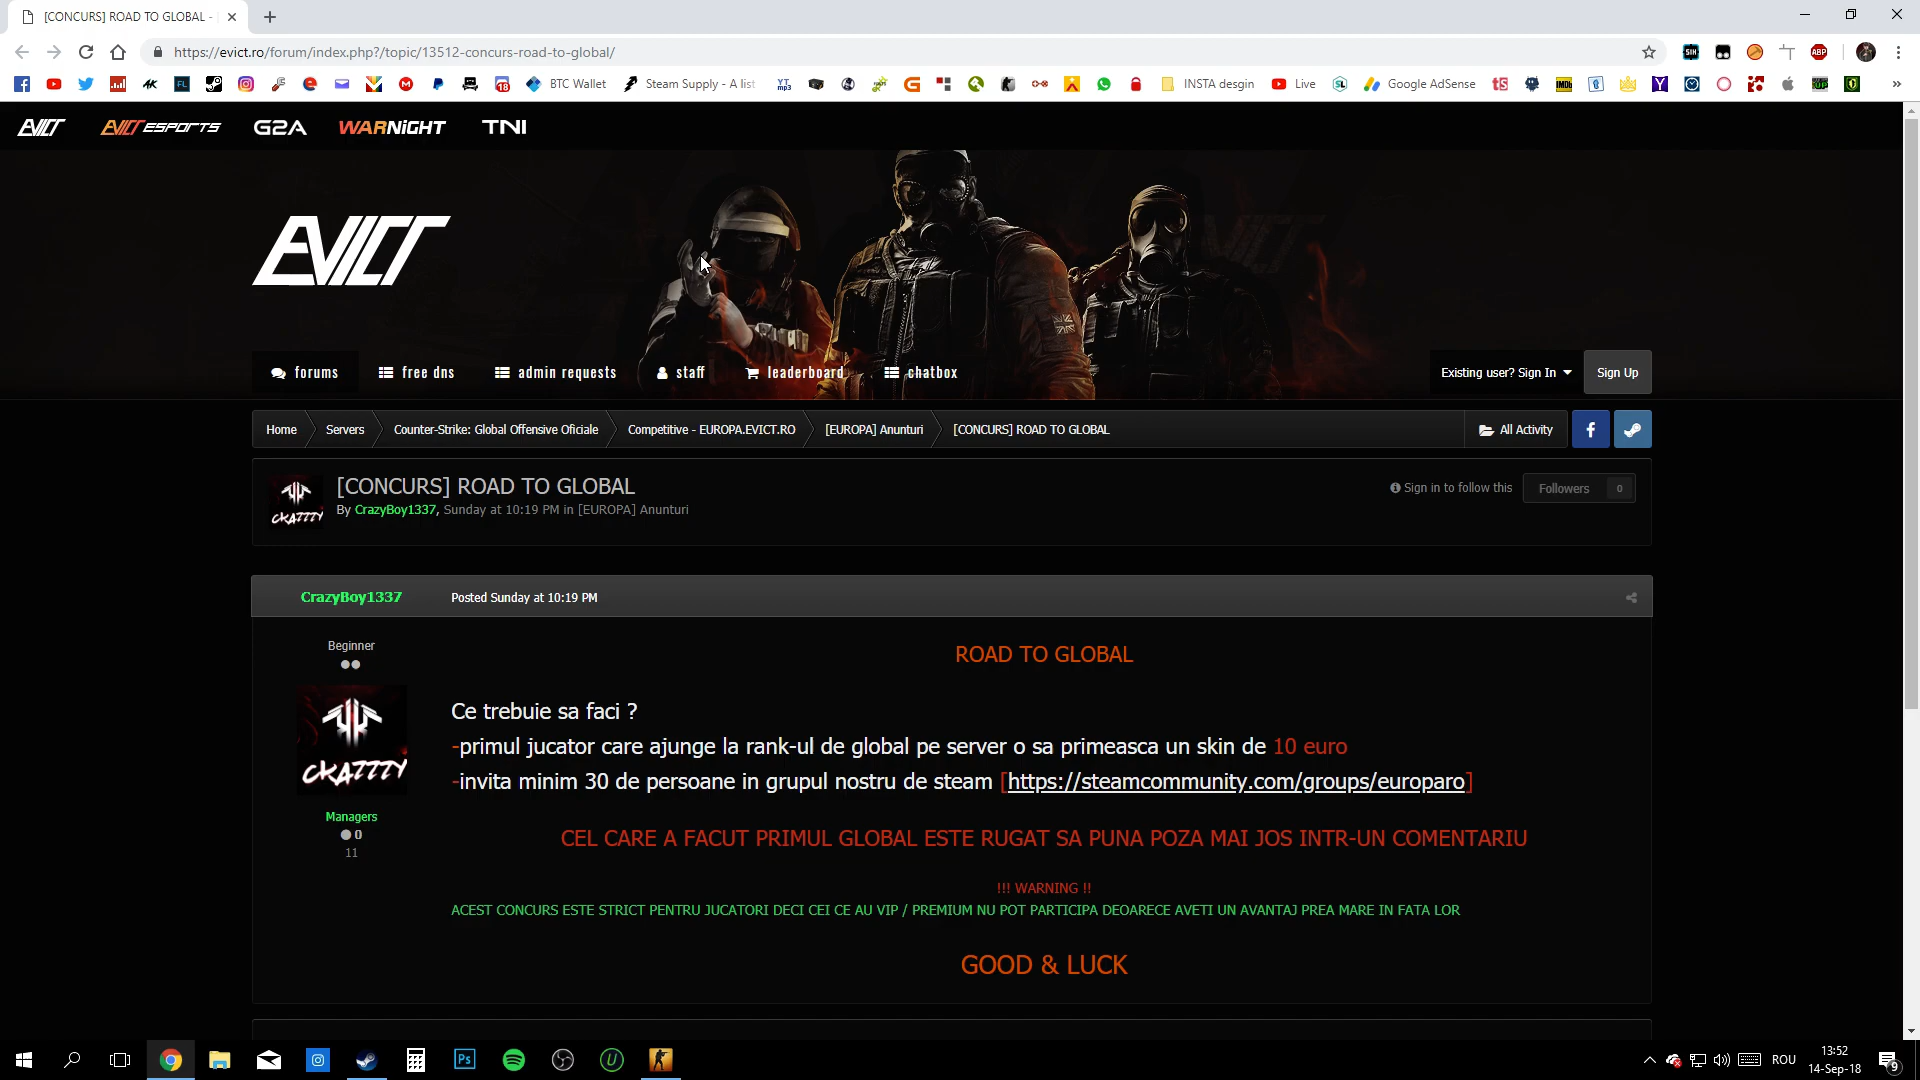 [CONCURS] ROAD TO GLOBAL -
https://evict.ro/forum/index.php?/topic/13512-concurs-road-to-global/
BTC Wallet
Steam Supply - A list
INSTA desgin
Live
Google AdSense
EVICT
EVICT ESPORTS
G2A
WARNIGHT
TNI
EVICT
forums
free dns
admin requests
staff
leaderboard
chatbox
Existing user? Sign In
Sign Up
Home
Servers
Counter-Strike: Global Offensive Oficiale
Competitive - EUROPA.EVICT.RO
[EUROPA] Anunturi
[CONCURS] ROAD TO GLOBAL
All Activity
[CONCURS] ROAD TO GLOBAL
By CrazyBoy1337, Sunday at 10:19 PM in [EUROPA] Anunturi
Sign in to follow this
Followers 0
CrazyBoy1337
Posted Sunday at 10:19 PM
Beginner
Managers
0
11
ROAD TO GLOBAL
Ce trebuie sa faci ?
-primul jucator care ajunge la rank-ul de global pe server o sa primeasca un skin de 10 euro
-invita minim 30 de persoane in grupul nostru de steam [https://steamcommunity.com/groups/europaro]
CEL CARE A FACUT PRIMUL GLOBAL ESTE RUGAT SA PUNA POZA MAI JOS INTR-UN COMENTARIU
!!! WARNING !!
ACEST CONCURS ESTE STRICT PENTRU JUCATORI DECI CEI CE AU VIP / PREMIUM NU POT PARTICIPA DEOARECE AVETI UN AVANTAJ PREA MARE IN FATA LOR
GOOD & LUCK
ROU
13:52
14-Sep-18
9